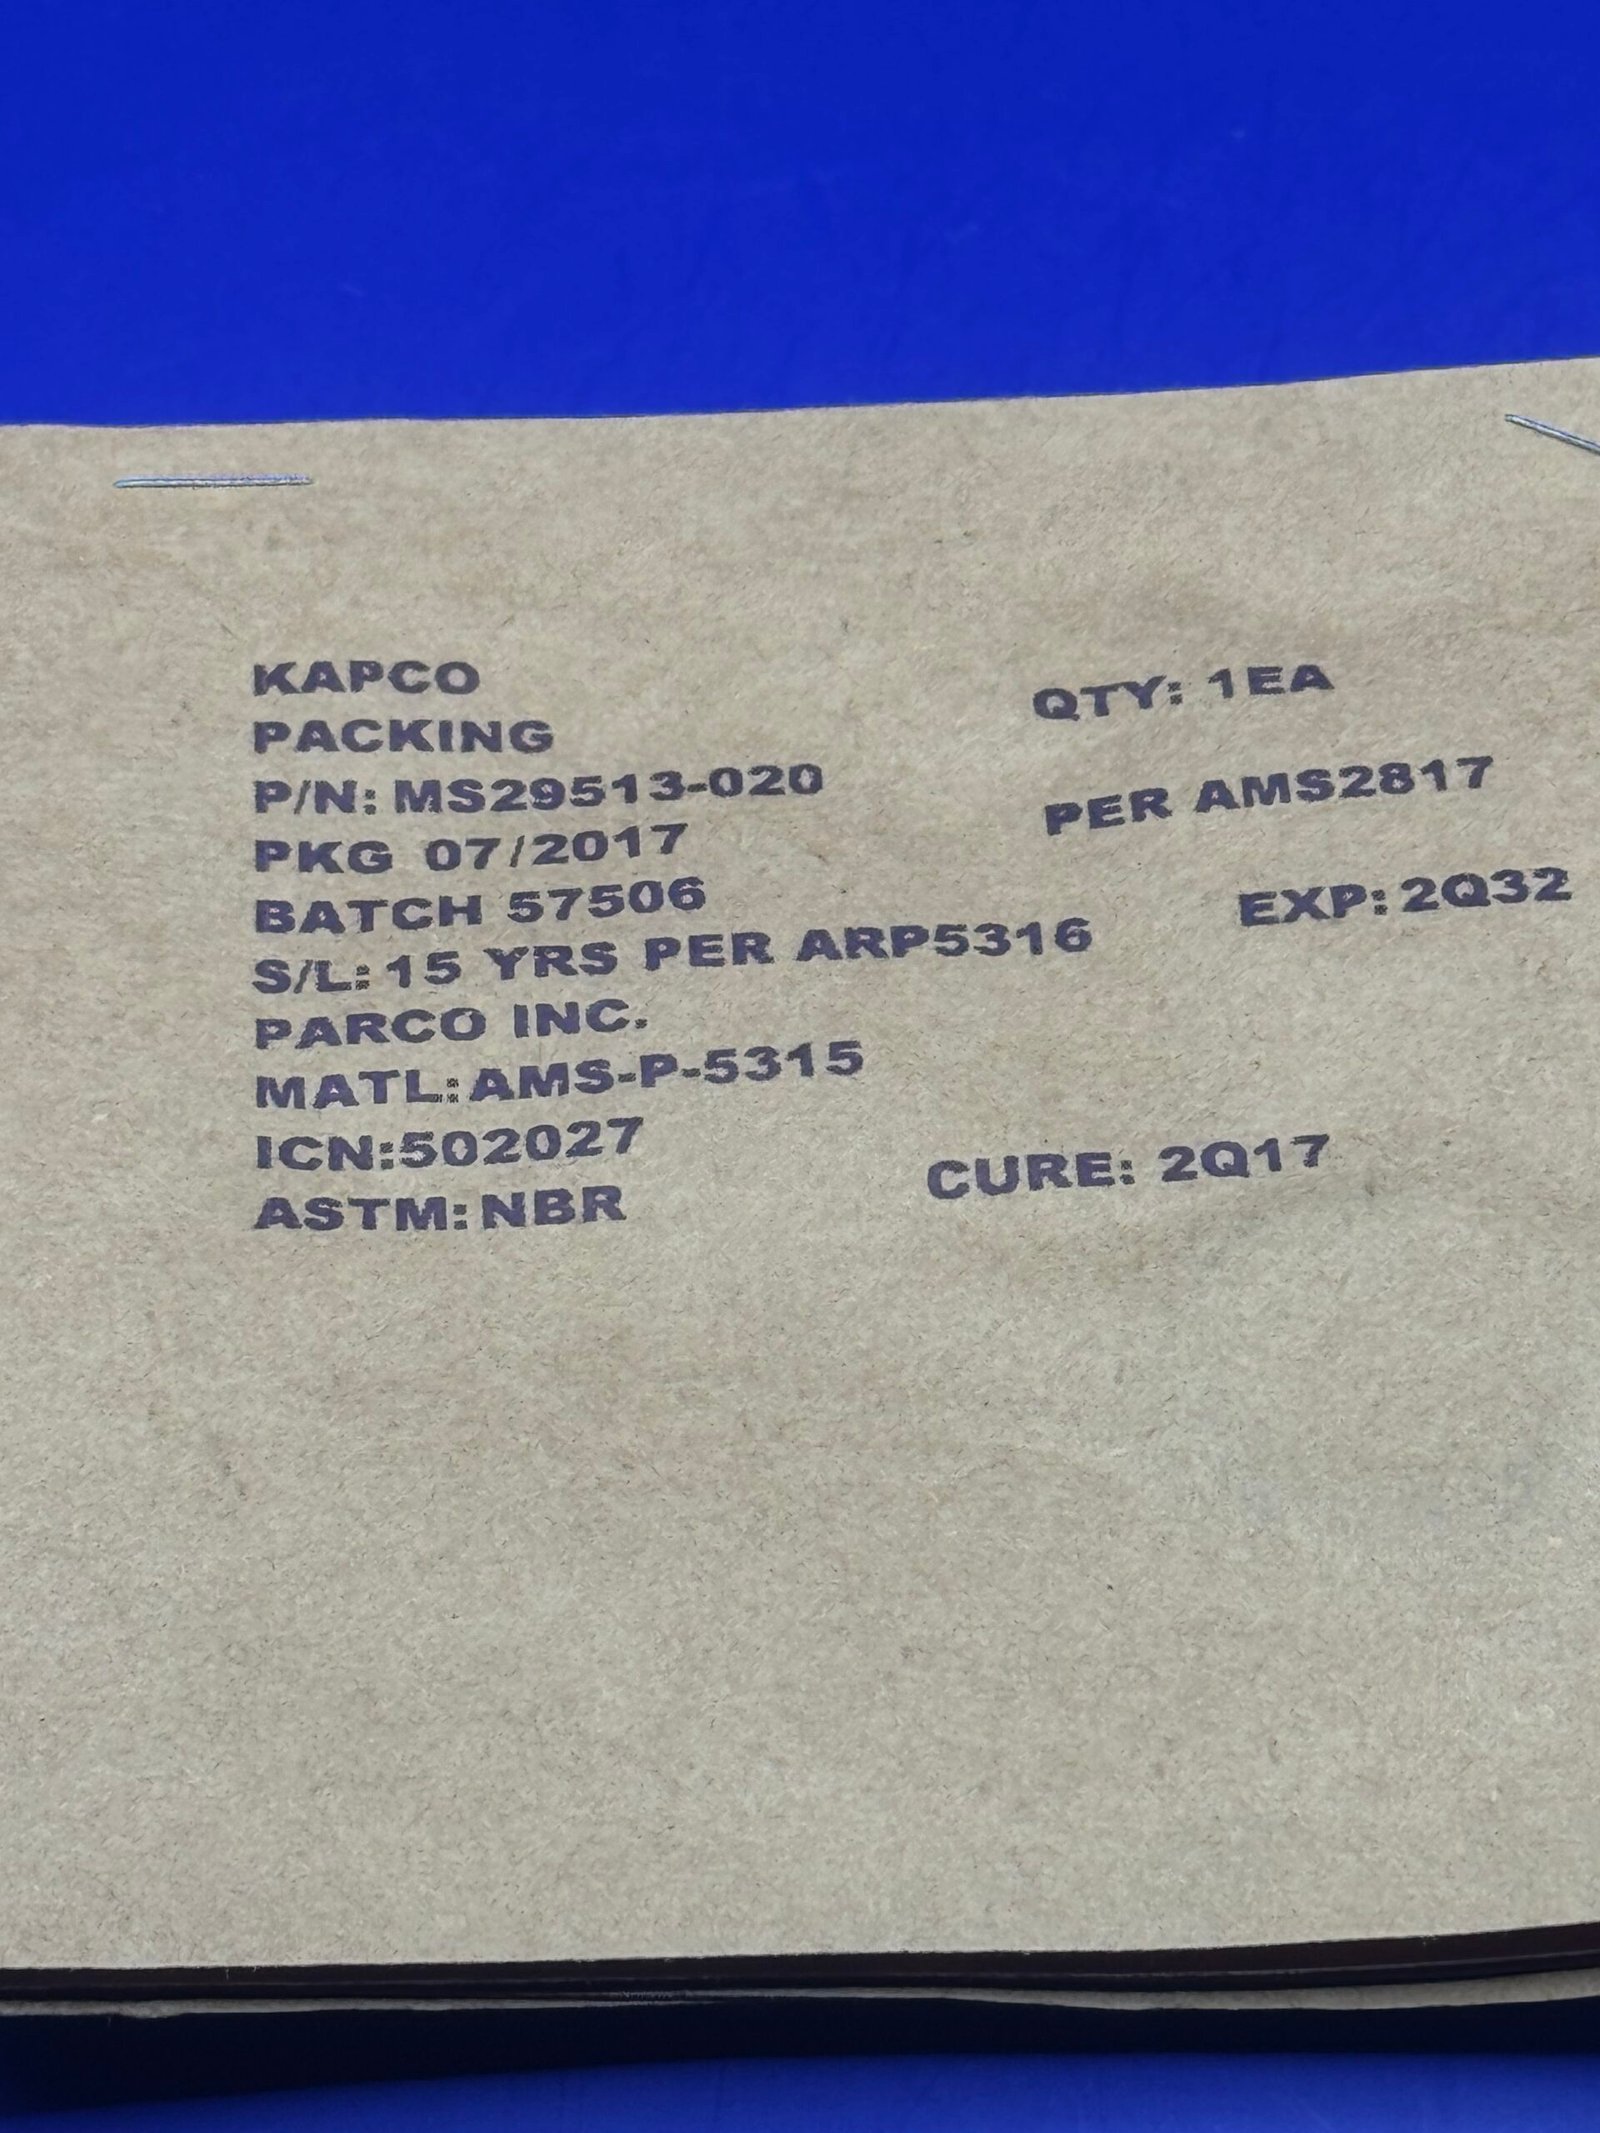 KAPCO
QTY: 1EA
PACKING
P/N: MS29513-020
PER AMS2817
PKG 07/2017
BATCH 57506
EXP: 2Q32
S/L: 15 YRS PER ARP5316
PARCO INC.
MATL: AMS-P-5315
ICN:502027
CURE: 2Q17
ASTM: NBR